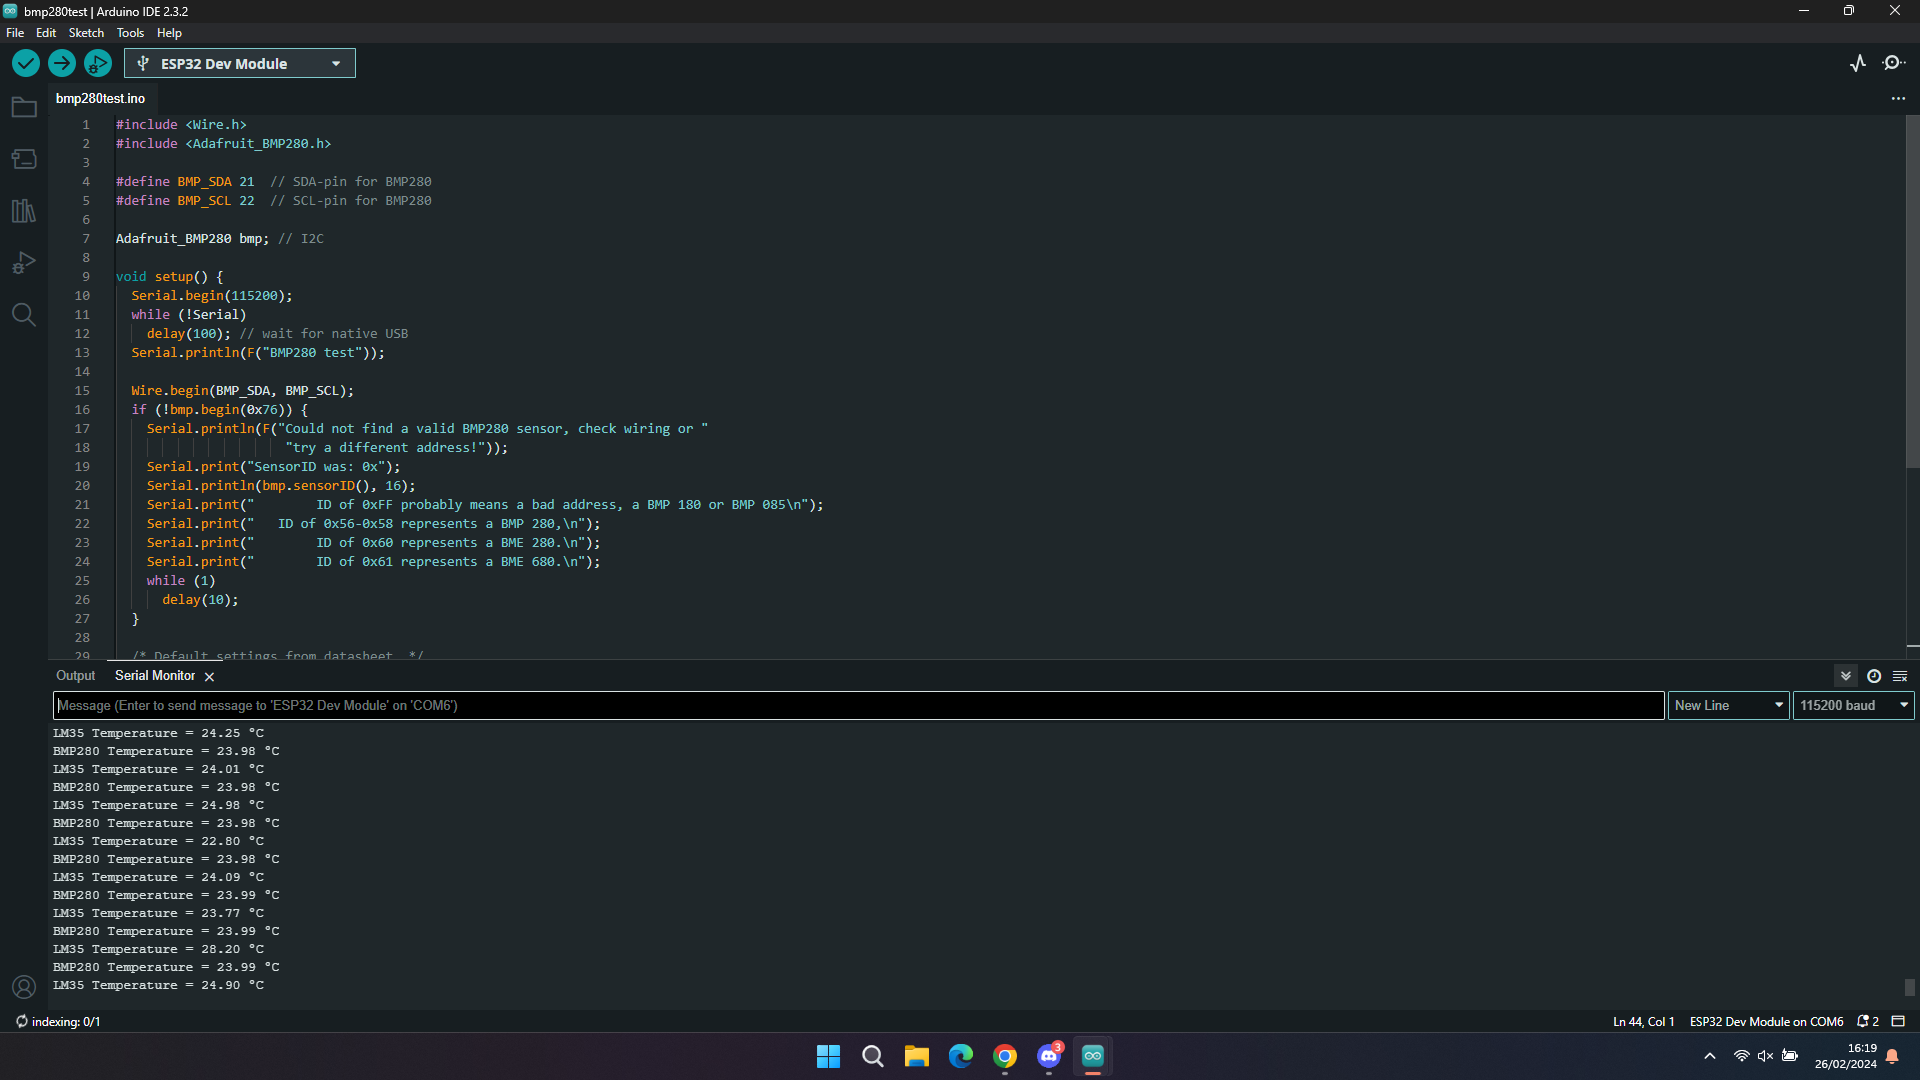 bmp280test | Arduino IDE 2.3.2
File Edit Sketch Tools Help
ESP32 Dev Module
bmp280test.ino
1 #include <Wire.h>
2 #include <Adafruit_BMP280.h>
3
4 #define BMP_SDA 21  // SDA-pin for BMP280
5 #define BMP_SCL 22  // SCL-pin for BMP280
6
7 Adafruit_BMP280 bmp; // I2C
8
9 void setup() {
10   Serial.begin(115200);
11   while (!Serial)
12     delay(100); // wait for native USB
13   Serial.println(F("BMP280 test"));
14
15   Wire.begin(BMP_SDA, BMP_SCL);
16   if (!bmp.begin(0x76)) {
17     Serial.println(F("Could not find a valid BMP280 sensor, check wiring or "
18                       "try a different address!"));
19     Serial.print("SensorID was: 0x");
20     Serial.println(bmp.sensorID(), 16);
21     Serial.print("        ID of 0xFF probably means a bad address, a BMP 180 or BMP 085\n");
22     Serial.print("   ID of 0x56-0x58 represents a BMP 280,\n");
23     Serial.print("        ID of 0x60 represents a BME 280.\n");
24     Serial.print("        ID of 0x61 represents a BME 680.\n");
25     while (1)
26       delay(10);
27   }
28
29   /* Default settings from datasheet. */
Output Serial Monitor
Message (Enter to send message to 'ESP32 Dev Module' on 'COM6')
New Line
115200 baud
LM35 Temperature = 24.25 °C
BMP280 Temperature = 23.98 °C
LM35 Temperature = 24.01 °C
BMP280 Temperature = 23.98 °C
LM35 Temperature = 24.98 °C
BMP280 Temperature = 23.98 °C
LM35 Temperature = 22.80 °C
BMP280 Temperature = 23.98 °C
LM35 Temperature = 24.09 °C
BMP280 Temperature = 23.99 °C
LM35 Temperature = 23.77 °C
BMP280 Temperature = 23.99 °C
LM35 Temperature = 28.20 °C
BMP280 Temperature = 23.99 °C
LM35 Temperature = 24.90 °C
indexing: 0/1
Ln 44, Col 1 ESP32 Dev Module on COM6 2
3
16:19
26/02/2024